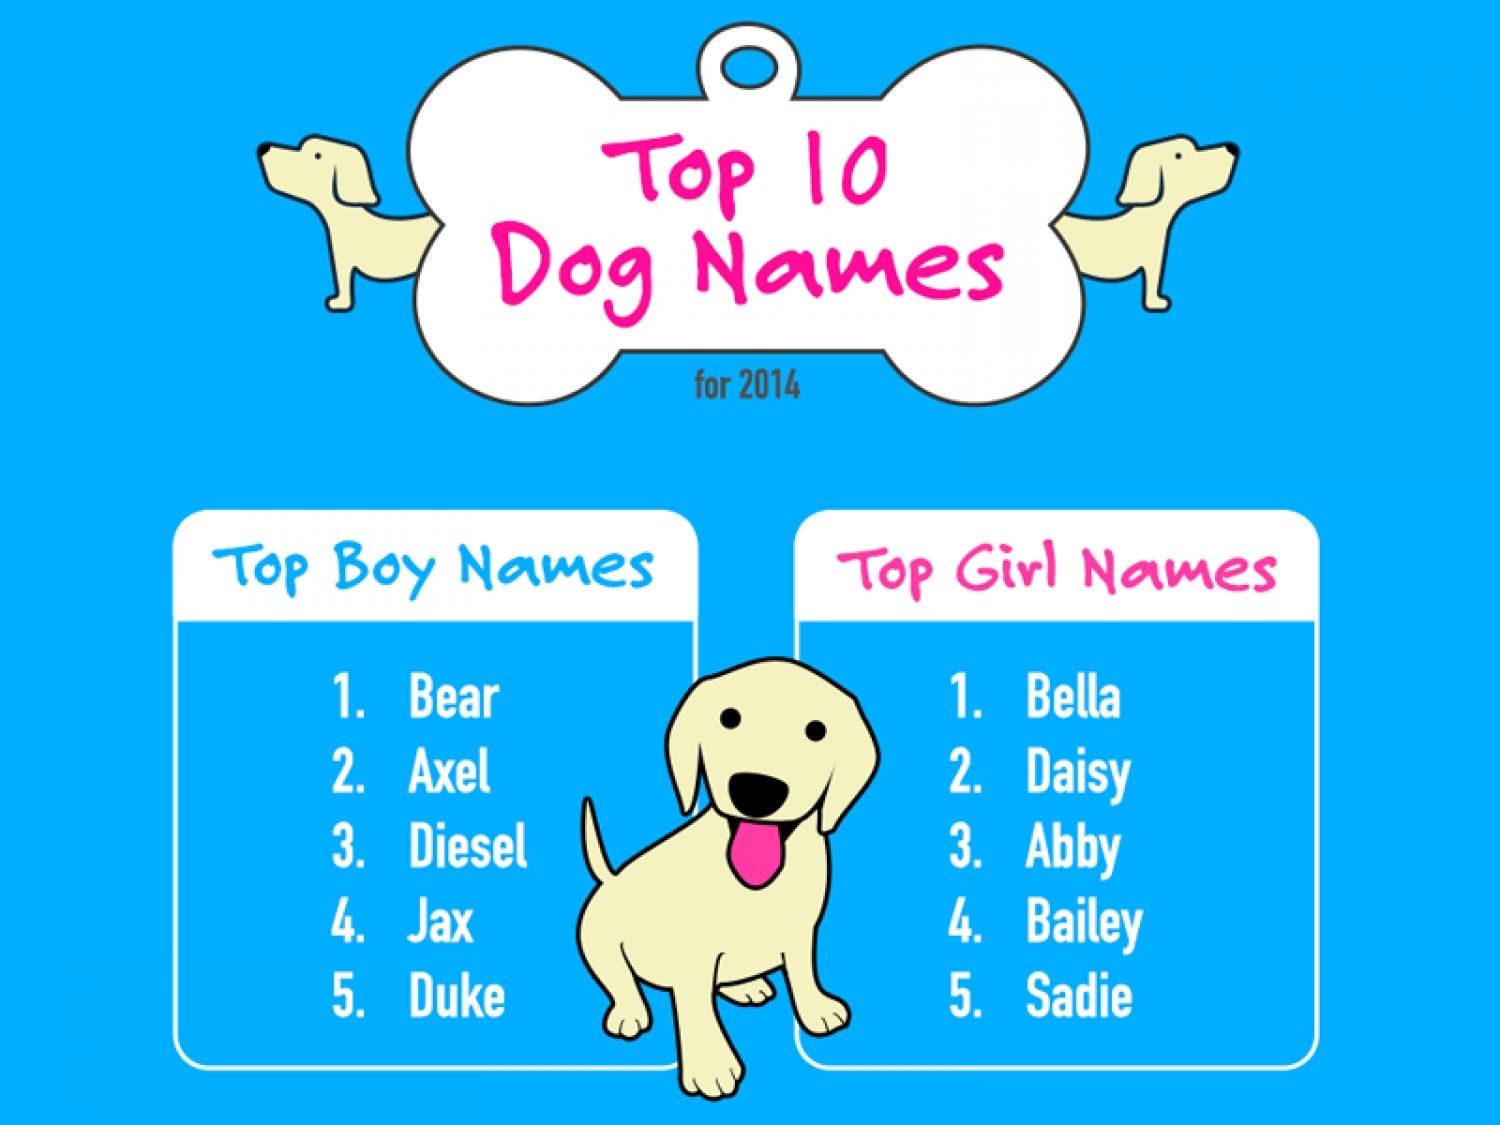 Top 10
Dog Names
for 2014
Top Boy Names
1. Bear
2. Axel
3. Diesel
4. Jax
5. Duke
Top Girl Names
1. Bella
2. Daisy
3. Abby
4. Bailey
5. Sadie